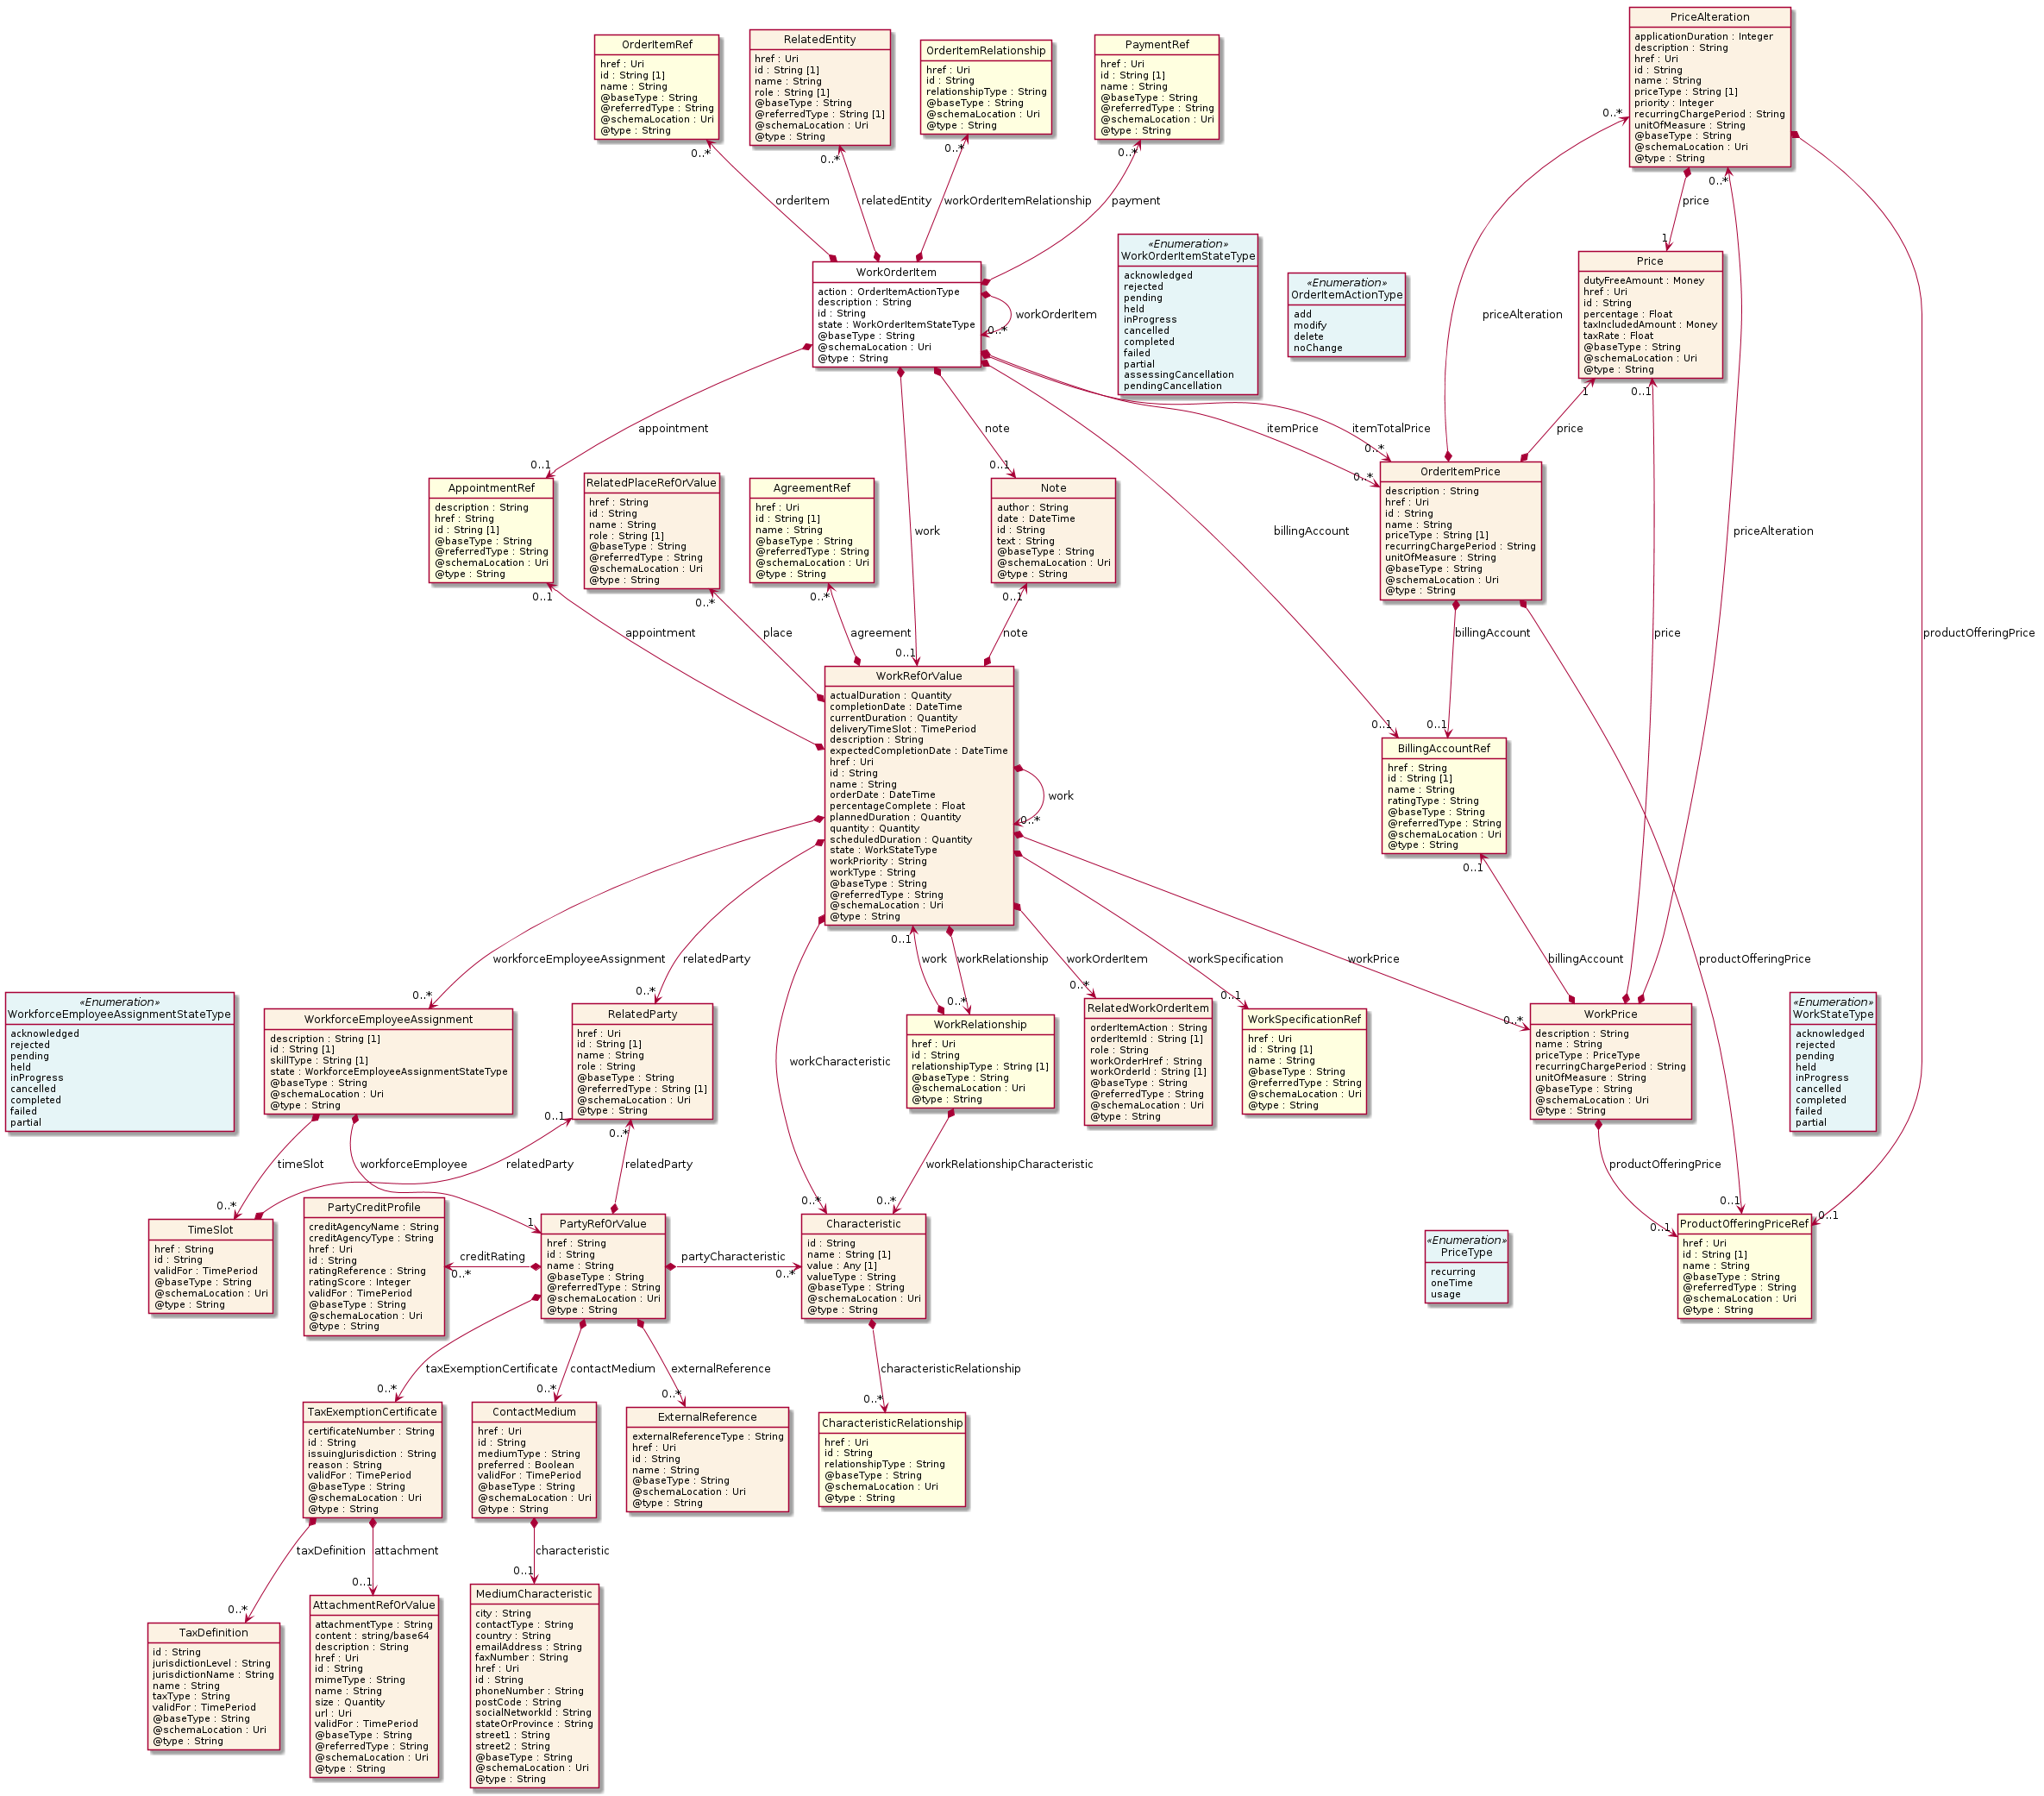 PriceAlteration
applicationDuration : Integer
description : String
href : Uri
id : String
name : String
priceType : String [1]
priority : Integer
recurringChargePeriod : String
unitOfMeasure : String
@baseType : String
@schemaLocation : Uri
@type : String
OrderItemRef
href : Uri
id : String [1]
name : String
@baseType : String
@referredType : String
@schemaLocation : Uri
@type : String
RelatedEntity
href : Uri
id : String [1]
name : String
role : String [1]
@baseType : String
@referredType : String [1]
@schemaLocation : Uri
@type : String
OrderItemRelationship
href : Uri
id : String
relationshipType : String
@baseType : String
@schemaLocation : Uri
@type : String
PaymentRef
href : Uri
id : String [1]
name : String
@baseType : String
@referredType : String
@schemaLocation : Uri
@type : String
0..*
0..*
0..*
0..*
0..*
0..*
orderItem
relatedEntity
workOrderItemRelationship
payment
price
1
WorkOrderItem
action : OrderItemActionType
description : String
id : String
state : WorkOrderItemStateType
@baseType : String
@schemaLocation : Uri
@type : String
workOrderItem
0..*
«Enumeration»
WorkOrderItemStateType
acknowledged
rejected
pending
held
inProgress
cancelled
completed
failed
partial
assessingCancellation
pendingCancellation
«Enumeration»
OrderItemActionType
add
modify
delete
noChange
priceAlteration
Price
dutyFreeAmount : Money
href : Uri
id : String
percentage : Float
taxIncludedAmount : Money
taxRate : Float
@baseType : String
@schemaLocation : Uri
@type : String
1
0..1
appointment
note
itemPrice
itemTotalPrice
price
0..1
0..1
0..*
0..*
work
billingAccount
priceAlteration
productOfferingPrice
AppointmentRef
description : String
href : String
id : String [1]
@baseType : String
@referredType : String
@schemaLocation : Uri
@type : String
RelatedPlaceRefOrValue
href : String
id : String
name : String
role : String [1]
@baseType : String
@referredType : String
@schemaLocation : Uri
@type : String
AgreementRef
href : Uri
id : String [1]
name : String
@baseType : String
@referredType : String
@schemaLocation : Uri
@type : String
Note
author : String
date : DateTime
id : String
text : String
@baseType : String
@schemaLocation : Uri
@type : String
OrderItemPrice
description : String
href : Uri
id : String
name : String
priceType : String [1]
recurringChargePeriod : String
unitOfMeasure : String
@baseType : String
@schemaLocation : Uri
@type : String
0..1
0..*
0..*
0..1
appointment
place
agreement
note
billingAccount
price
0..1
WorkRefOrValue
actualDuration : Quantity
completionDate : DateTime
currentDuration : Quantity
deliveryTimeSlot : TimePeriod
description : String
expectedCompletionDate : DateTime
href : Uri
id : String
name : String
orderDate : DateTime
percentageComplete : Float
plannedDuration : Quantity
quantity : Quantity
scheduledDuration : Quantity
state : WorkStateType
workPriority : String
workType : String
@baseType : String
@referredType : String
@schemaLocation : Uri
@type : String
work
0..*
0..1
0..1
BillingAccountRef
href : String
id : String [1]
name : String
ratingType : String
@baseType : String
@referredType : String
@schemaLocation : Uri
@type : String
0..1
0..1
workforceEmployeeAssignment
relatedParty
work
workRelationship
workOrderItem
workSpecification
workPrice
billingAccount
productOfferingPrice
0..*
0..*
0..*
0..*
0..1
0..*
workCharacteristic
«Enumeration»
WorkforceEmployeeAssignmentStateType
acknowledged
rejected
pending
held
inProgress
cancelled
completed
failed
partial
WorkforceEmployeeAssignment
description : String [1]
id : String [1]
skillType : String [1]
state : WorkforceEmployeeAssignmentStateType
@baseType : String
@schemaLocation : Uri
@type : String
RelatedParty
href : Uri
id : String [1]
name : String
role : String
@baseType : String
@referredType : String [1]
@schemaLocation : Uri
@type : String
WorkRelationship
href : Uri
id : String
relationshipType : String [1]
@baseType : String
@schemaLocation : Uri
@type : String
RelatedWorkOrderItem
orderItemAction : String
orderItemId : String [1]
role : String
workOrderHref : String
workOrderId : String [1]
@baseType : String
@referredType : String
@schemaLocation : Uri
@type : String
WorkSpecificationRef
href : Uri
id : String [1]
name : String
@baseType : String
@referredType : String
@schemaLocation : Uri
@type : String
WorkPrice
description : String
name : String
priceType : PriceType
recurringChargePeriod : String
unitOfMeasure : String
@baseType : String
@schemaLocation : Uri
@type : String
«Enumeration»
WorkStateType
acknowledged
rejected
pending
held
inProgress
cancelled
completed
failed
partial
0..1
0..*
timeSlot
workforceEmployee
relatedParty
relatedParty
workRelationshipCharacteristic
productOfferingPrice
0..*
1
0..*
0..*
0..1
0..1
0..1
TimeSlot
href : String
id : String
validFor : TimePeriod
@baseType : String
@schemaLocation : Uri
@type : String
PartyCreditProfile
creditAgencyName : String
creditAgencyType : String
href : Uri
id : String
ratingReference : String
ratingScore : Integer
validFor : TimePeriod
@baseType : String
@schemaLocation : Uri
@type : String
creditRating
0..*
PartyRefOrValue
href : String
id : String
name : String
@baseType : String
@referredType : String
@schemaLocation : Uri
@type : String
partyCharacteristic
0..*
Characteristic
id : String
name : String [1]
value : Any [1]
valueType : String
@baseType : String
@schemaLocation : Uri
@type : String
«Enumeration»
PriceType
recurring
oneTime
usage
ProductOfferingPriceRef
href : Uri
id : String [1]
name : String
@baseType : String
@referredType : String
@schemaLocation : Uri
@type : String
taxExemptionCertificate
contactMedium
externalReference
characteristicRelationship
0..*
0..*
0..*
0..*
TaxExemptionCertificate
certificateNumber : String
id : String
issuingJurisdiction : String
reason : String
validFor : TimePeriod
@baseType : String
@schemaLocation : Uri
@type : String
ContactMedium
href : Uri
id : String
mediumType : String
preferred : Boolean
validFor : TimePeriod
@baseType : String
@schemaLocation : Uri
@type : String
ExternalReference
externalReferenceType : String
href : Uri
id : String
name : String
@baseType : String
@schemaLocation : Uri
@type : String
CharacteristicRelationship
href : Uri
id : String
relationshipType : String
@baseType : String
@schemaLocation : Uri
@type : String
taxDefinition
attachment
characteristic
0..*
0..1
0..1
TaxDefinition
id : String
jurisdictionLevel : String
jurisdictionName : String
name : String
taxType : String
validFor : TimePeriod
@baseType : String
@schemaLocation : Uri
@type : String
AttachmentRefOrValue
attachmentType : String
content : string/base64
description : String
href : Uri
id : String
mimeType : String
name : String
size : Quantity
url : Uri
validFor : TimePeriod
@baseType : String
@referredType : String
@schemaLocation : Uri
@type : String
MediumCharacteristic
city : String
contactType : String
country : String
emailAddress : String
faxNumber : String
href : Uri
id : String
phoneNumber : String
postCode : String
socialNetworkId : String
stateOrProvince : String
street1 : String
street2 : String
@baseType : String
@schemaLocation : Uri
@type : String